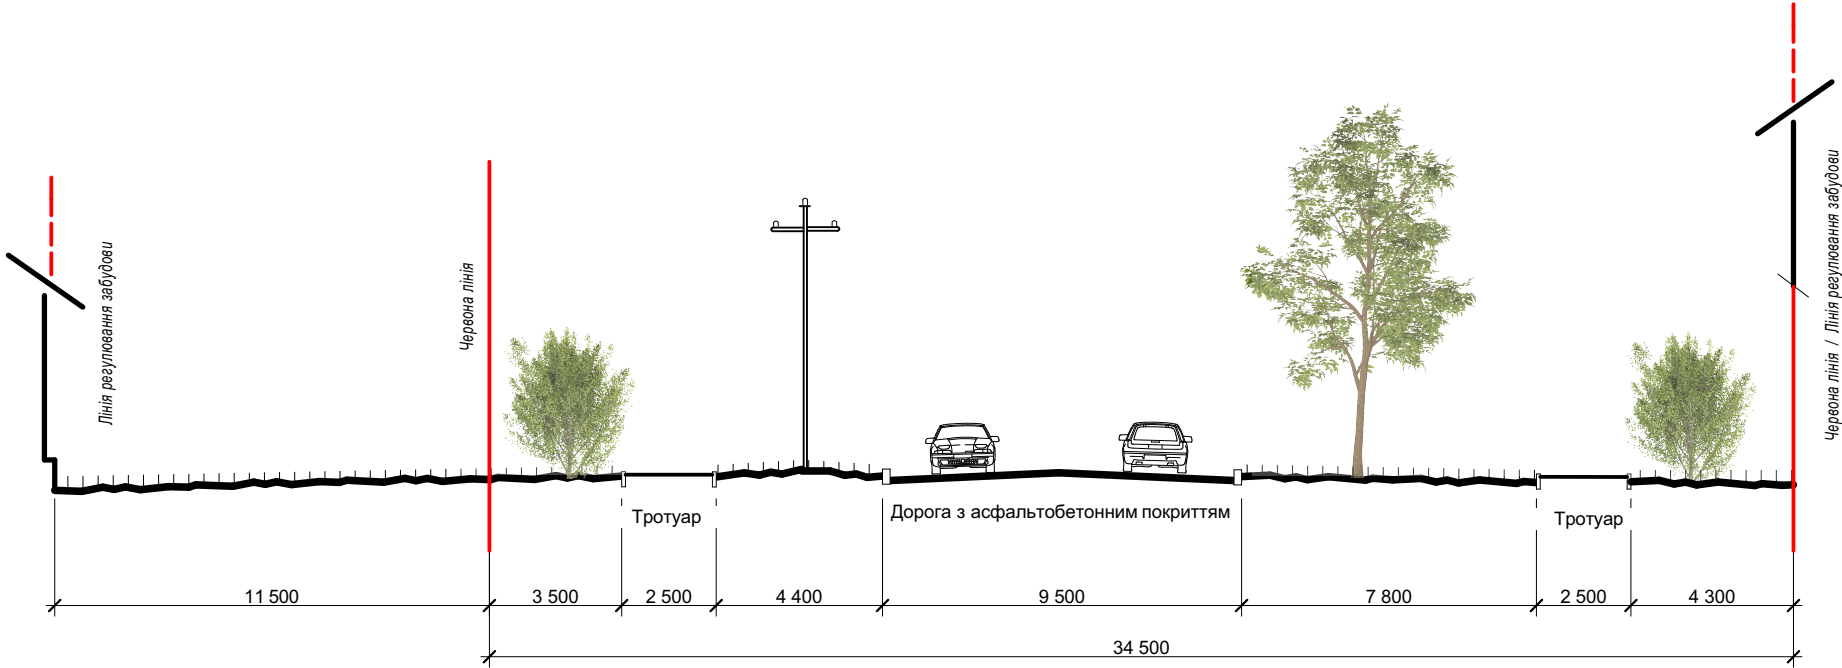 Лінія регулювання забудови
Червона лінія
Червона лінія / Лінія регулювання забудови
Тротуар
Дорога з асфальтобетонним покриттям
Тротуар
11 500
3 500
2 500
4 400
9 500
7 800
2 500
4 300
34 500